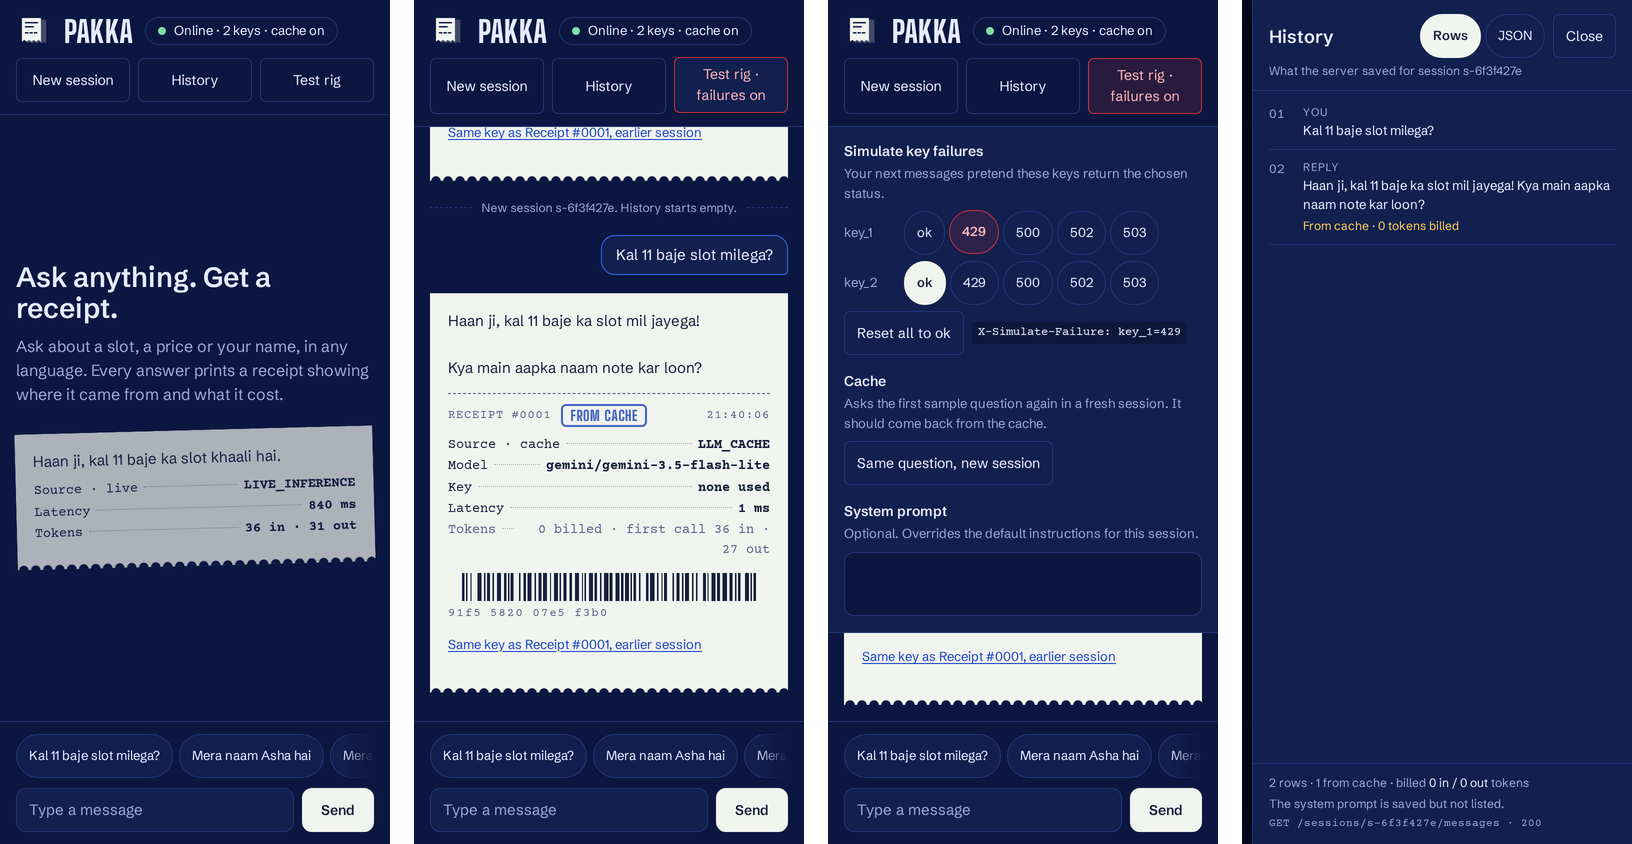 PAKKA
Online · 2 keys · cache on
New session
History
Test rig
Ask anything. Get a
receipt.
Ask about a slot, a price or your name, in any
language. Every answer prints a receipt showing
where it came from and what it cost.
Haan ji, kal 11 baje ka slot khaali hai.
Source · live LIVE_INFERENCE
Latency 840 ms
Tokens 36 in · 31 out
Kal 11 baje slot milega?
Mera naam Asha hai
Mera
Type a message
Send
PAKKA
Online · 2 keys · cache on
New session
History
Test rig ·
failures on
Same key as Receipt #0001, earlier session
New session s-6f3f427e. History starts empty.
Kal 11 baje slot milega?
Haan ji, kal 11 baje ka slot mil jayega!
Kya main aapka naam note kar loon?
RECEIPT #0001 FROM CACHE 21:40:06
Source · cache LLM_CACHE
Model gemini/gemini-3.5-flash-lite
Key none used
Latency 1 ms
Tokens 0 billed · first call 36 in ·
27 out
91f5 5820 07e5 f3b0
Same key as Receipt #0001, earlier session
Kal 11 baje slot milega?
Mera naam Asha hai
Mera
Type a message
Send
PAKKA
Online · 2 keys · cache on
New session
History
Test rig ·
failures on
Simulate key failures
Your next messages pretend these keys return the chosen
status.
key_1 ok 429 500 502 503
key_2 ok 429 500 502 503
Reset all to ok
X-Simulate-Failure: key_1=429
Cache
Asks the first sample question again in a fresh session. It
should come back from the cache.
Same question, new session
System prompt
Optional. Overrides the default instructions for this session.
Same key as Receipt #0001, earlier session
Kal 11 baje slot milega?
Mera naam Asha hai
Mera
Type a message
Send
History
Rows
JSON
Close
What the server saved for session s-6f3f427e
01 YOU
Kal 11 baje slot milega?
02 REPLY
Haan ji, kal 11 baje ka slot mil jayega! Kya main aapka
naam note kar loon?
From cache · 0 tokens billed
2 rows · 1 from cache · billed 0 in / 0 out tokens
The system prompt is saved but not listed.
GET /sessions/s-6f3f427e/messages · 200